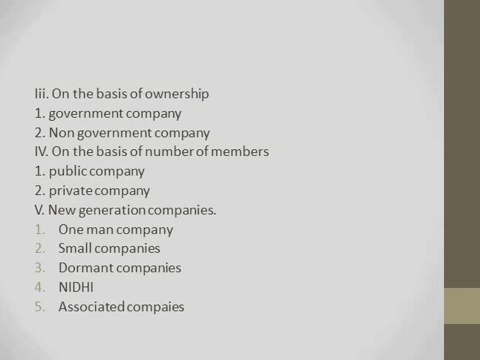 Iii. On the basis of ownership
1. government company
2. Non government company
IV. On the basis of number of members
1. public company
2. private company
V. New generation companies.
1. One man company
2. Small companies
3. Dormant companies
4. NIDHI
5. Associated compaies